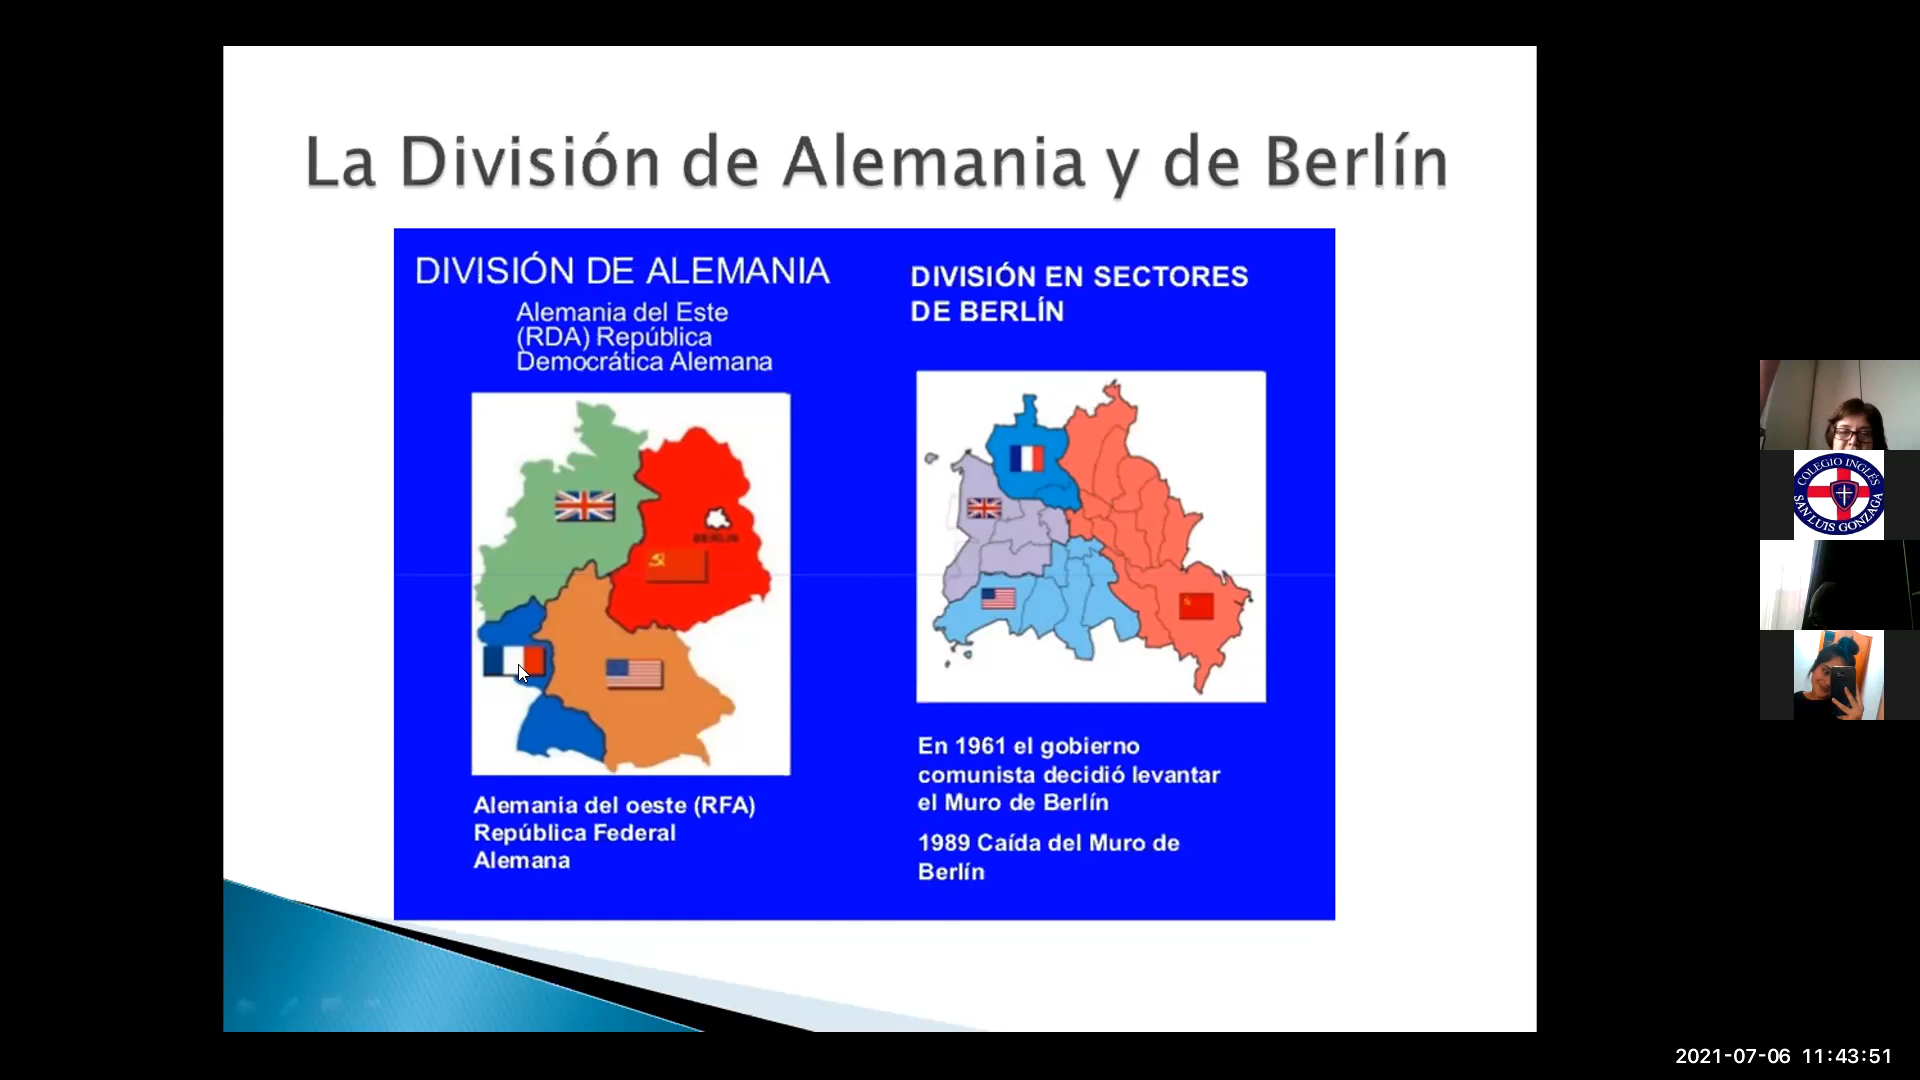 La División de Alemania y de Berlín
DIVISIÓN DE ALEMANIA
Alemania del Este
(RDA) República
Democrática Alemana
BERLIN
Alemania del oeste (RFA)
República Federal
Alemana
DIVISIÓN EN SECTORES
DE BERLÍN
En 1961 el gobierno
comunista decidió levantar
el Muro de Berlín
1989 Caída del Muro de
Berlín
COLEGIO INGLÉS
SAN LUIS GONZAGA
2021-07-06 11:43:51